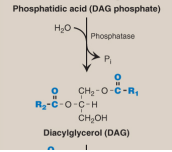 Phosphatidic acid (DAG phosphate)
H₂O
Phosphatase
Pᵢ
O
O CH₂-O-C-R₁
R₂-C-O-C-H
CH₂OH
Diacylglycerol (DAG)